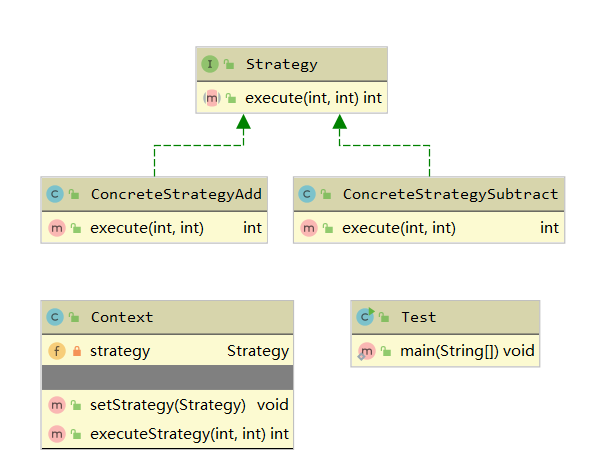 I Strategy
m execute(int, int) int
C ConcreteStrategyAdd
m execute(int, int) int
C ConcreteStrategySubtract
m execute(int, int) int
C Context
f strategy Strategy
m setStrategy(Strategy) void
m executeStrategy(int, int) int
C Test
m main(String[]) void